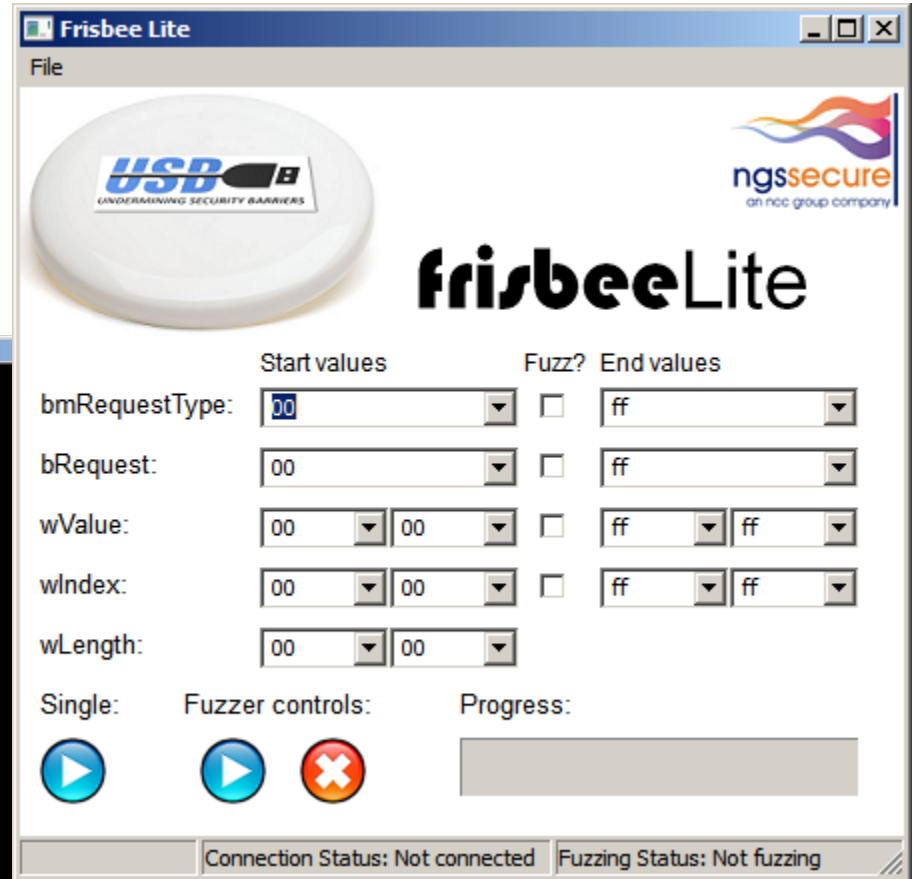 Frisbee Lite
File
USB
UNDERMINING SECURITY BARRIERS
ngssecure
an ncc group company
frisbeeLite
Start values Fuzz? End values
bmRequestType: 00 ff
bRequest: 00 ff
wValue: 00 00 ff ff
wIndex: 00 00 ff ff
wLength: 00 00
Single: Fuzzer controls: Progress:
Connection Status: Not connected Fuzzing Status: Not fuzzing